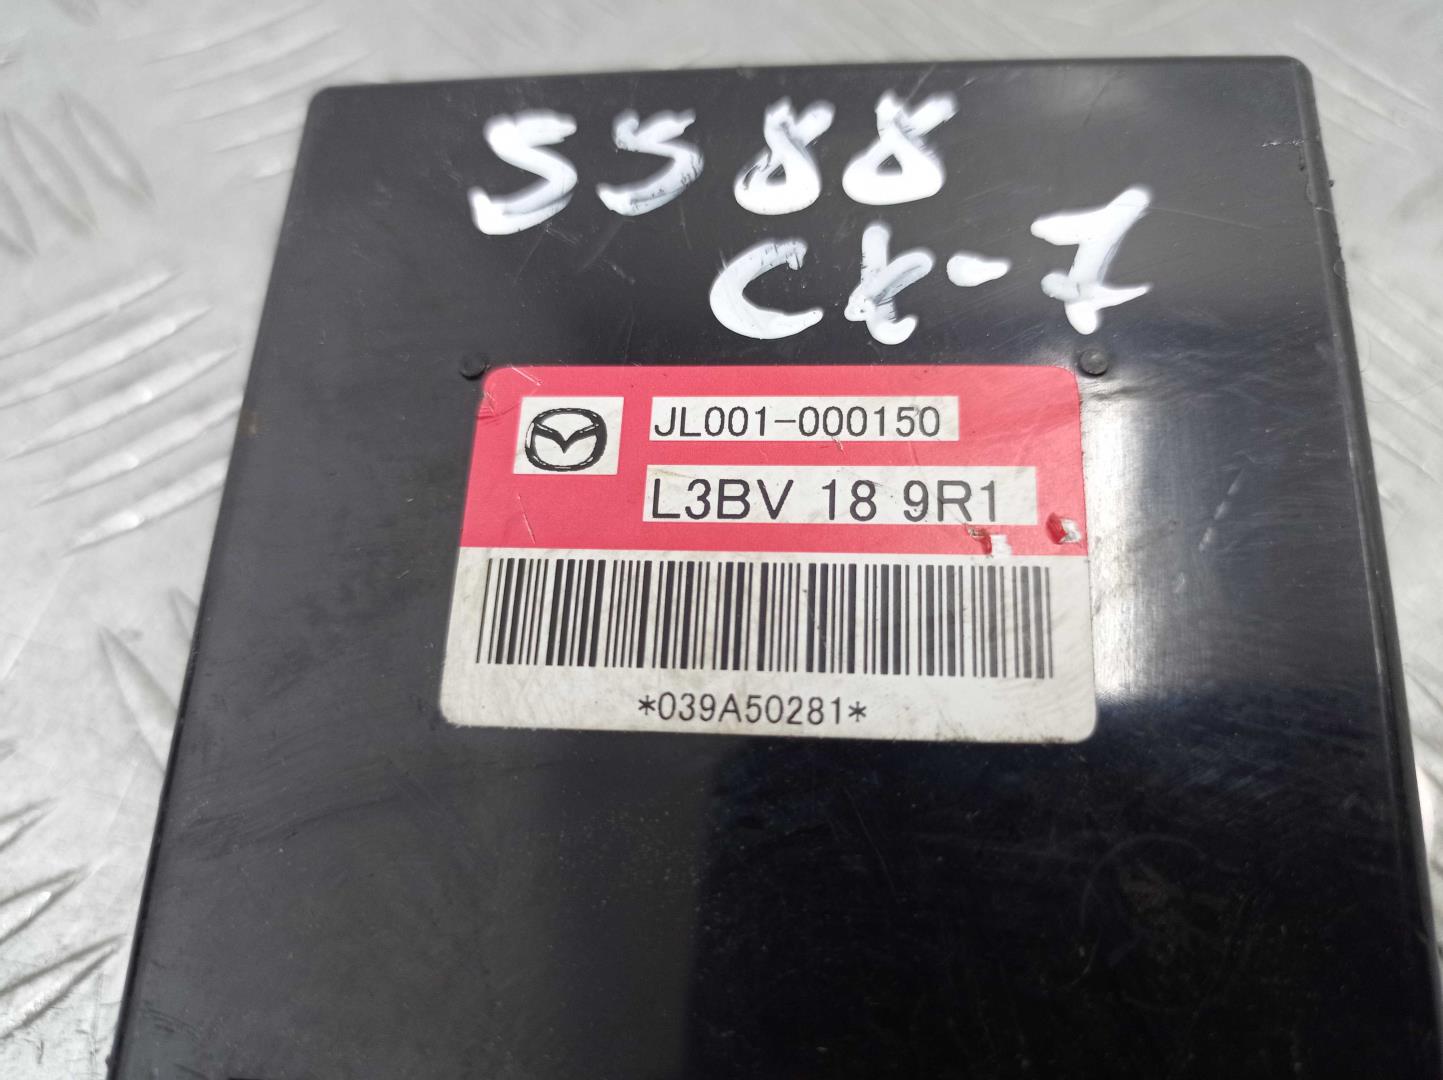 5588
CX-7
JL001-000150
L3BV 18 9R1
*039A50281*